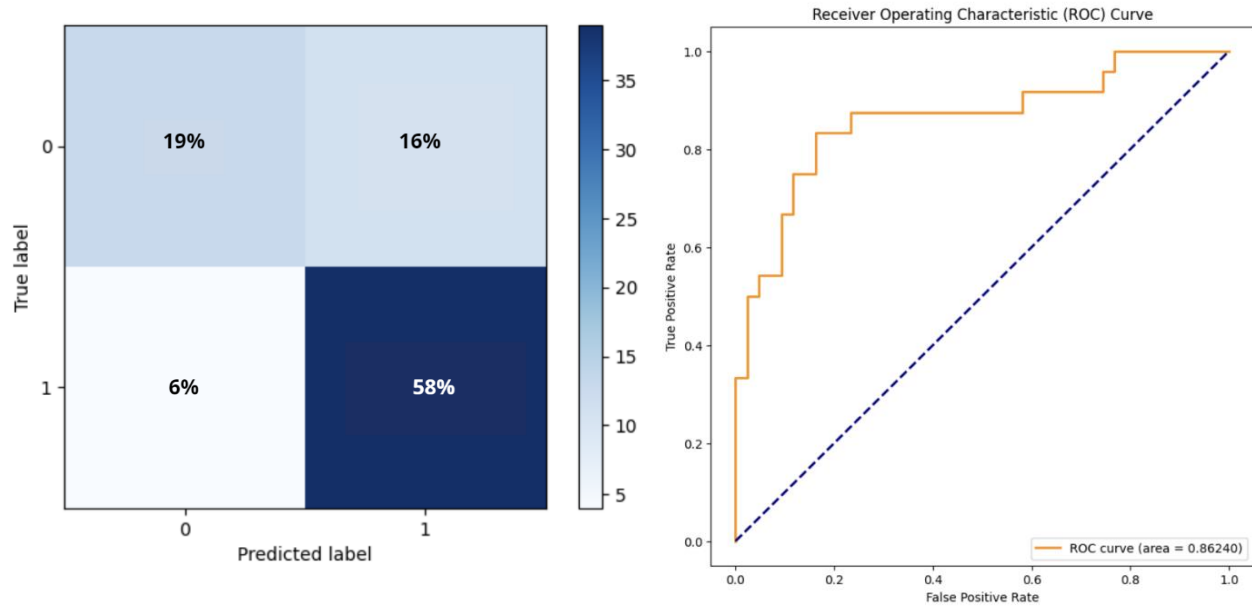 19% 16%
6% 58%
0
1
True label
0 1
Predicted label
35
30
25
20
15
10
5
Receiver Operating Characteristic (ROC) Curve
1.0
0.8
0.6
0.4
0.2
0.0
True Positive Rate
0.0 0.2 0.4 0.6 0.8 1.0
False Positive Rate
ROC curve (area = 0.86240)